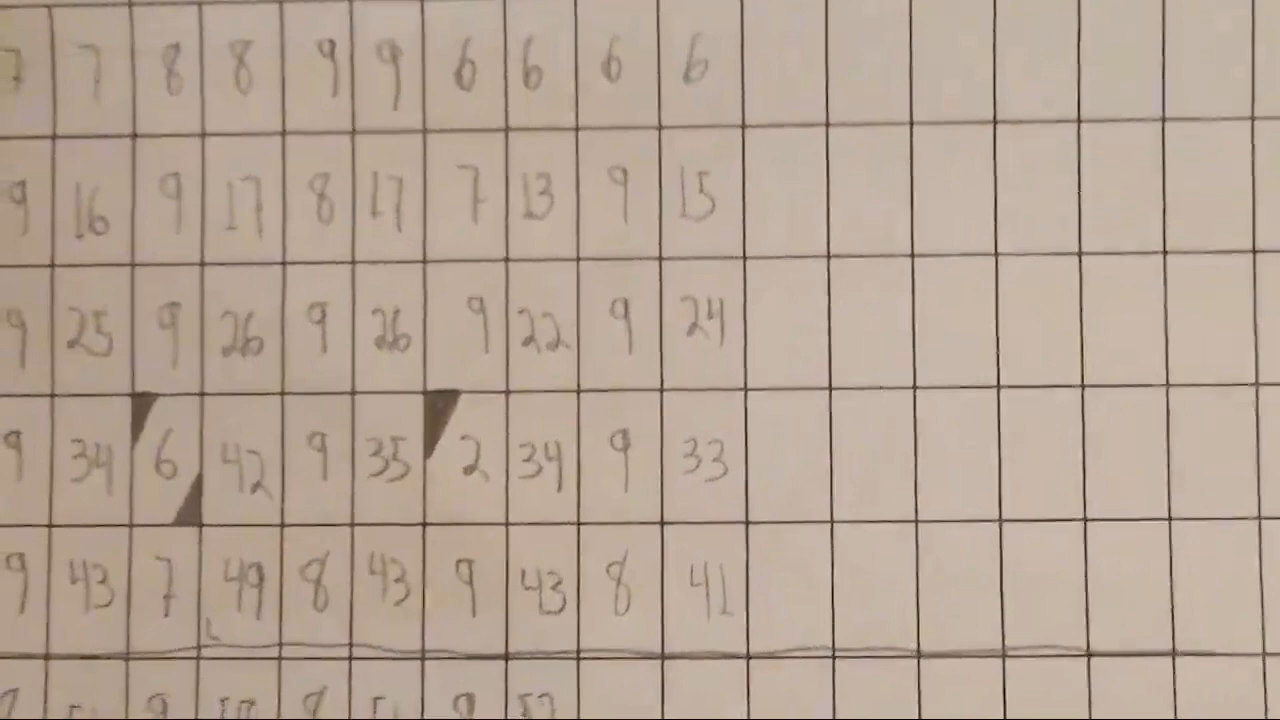 7 7 8 8 9 9 6 6 6 6
9 16 9 17 8 17 7 13 9 15
9 25 9 26 9 26 9 22 9 24
9 34 6 42 9 35 2 34 9 33
9 43 7 49 8 43 9 43 8 41